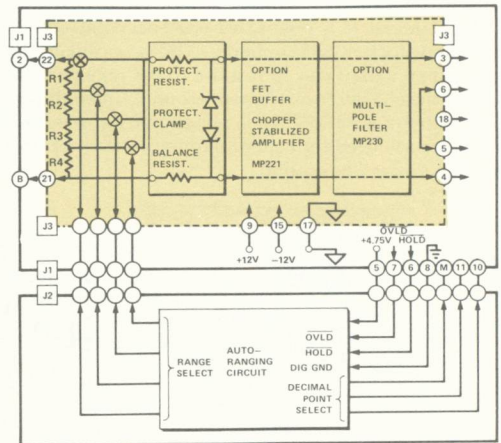 J1
J3
J3
2
22
R1
R2
R3
R4
B
21
PROTECT.
RESIST.
PROTECT.
CLAMP
BALANCE
RESIST.
OPTION
FET
BUFFER
CHOPPER
STABILIZED
AMPLIFIER
MP221
OPTION
MULTI-
POLE
FILTER
MP230
3
6
18
5
4
J3
9
15
17
+12V
-12V
OVLD
+4.75V
HOLD
J1
5
7
6
8
M
11
10
J2
RANGE
SELECT
AUTO-
RANGING
CIRCUIT
OVLD
HOLD
DIG GND
DECIMAL
POINT
SELECT